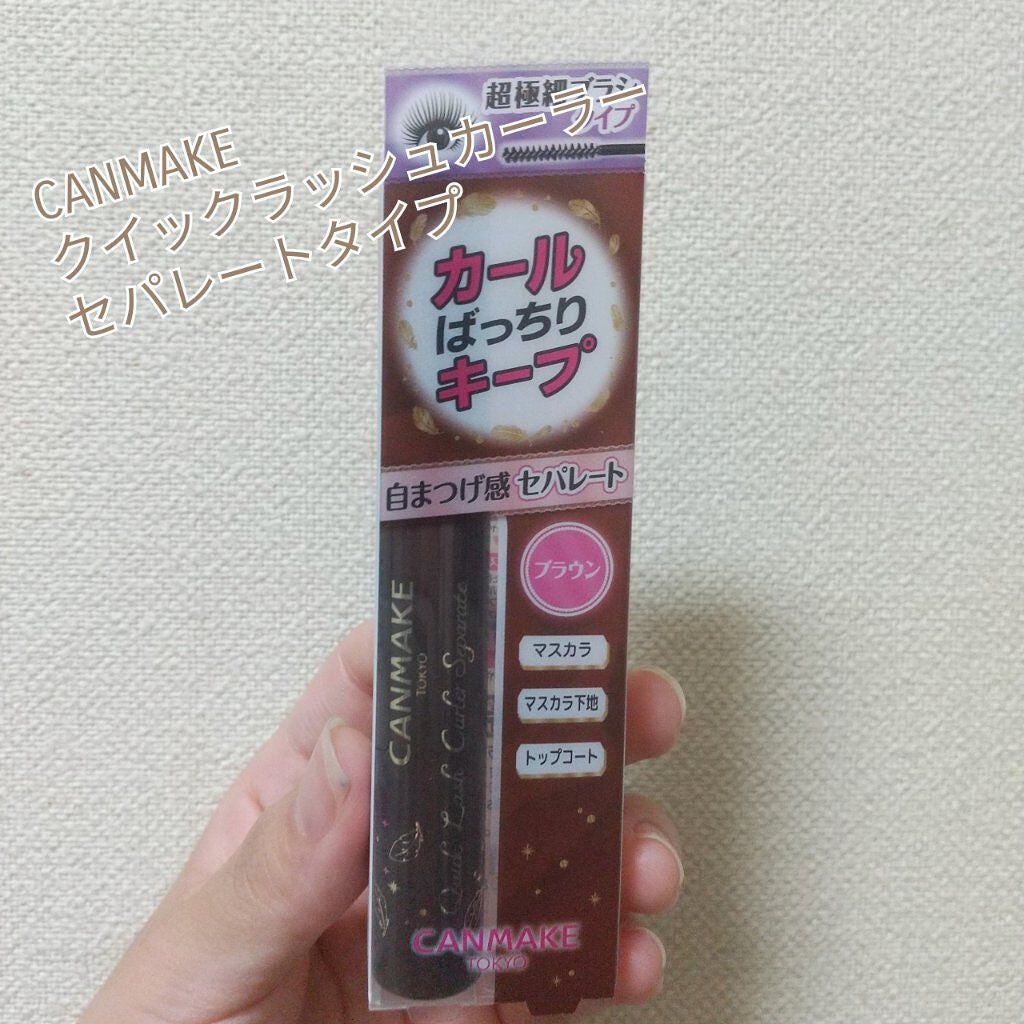 CANMAKE
クイックラッシュカーラー
セパレートタイプ
超極細ブラシ
タイプ
カール
ばっちり
キープ
自まつげ感 セパレート
ブラウン
マスカラ
マスカラ下地
トップコート
CANMAKE
TOKYO
Quick Lash Curler Separate
CANMAKE
TOKYO